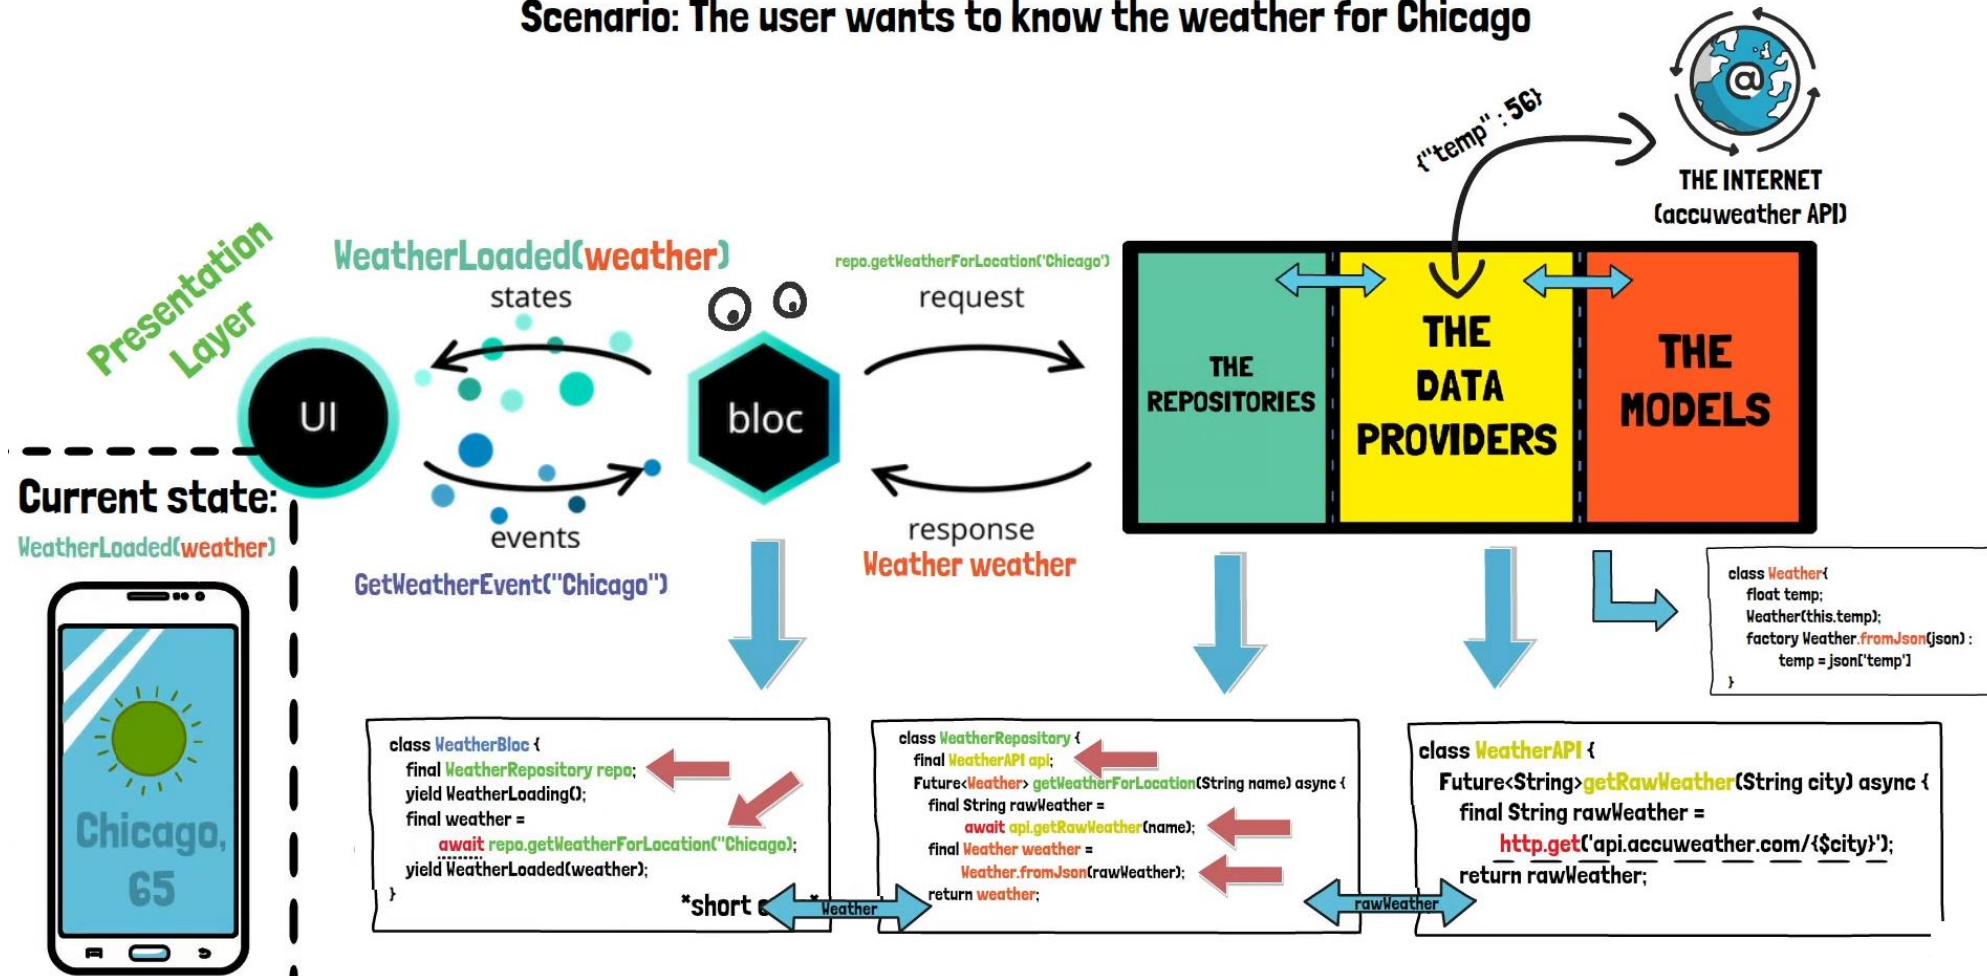 Scenario: The user wants to know the weather for Chicago
{"temp" : 56}
THE INTERNET
(accuweather API)
Presentation
Layer
WeatherLoaded(weather)
states
repo.getWeatherForLocation('Chicago')
request
UI
bloc
THE
REPOSITORIES
THE
DATA
PROVIDERS
THE
MODELS
events
GetWeatherEvent("Chicago")
response
Weather weather
Current state:
WeatherLoaded(weather)
Chicago,
65
class Weather{
float temp;
Weather(this.temp);
factory Weather.fromJson(json) :
temp = json['temp']
}
class WeatherBloc {
final WeatherRepository repo;
yield WeatherLoading();
final weather =
await repo.getWeatherForLocation("Chicago);
yield WeatherLoaded(weather);
}
*short
Weather
class WeatherRepository {
final WeatherAPI api;
Future<Weather> getWeatherForLocation(String name) async {
final String rawWeather =
await api.getRawWeather(name);
final Weather weather =
Weather.fromJson(rawWeather);
return weather;
rawWeather
class WeatherAPI {
Future<String>getRawWeather(String city) async {
final String rawWeather =
http.get('api.accuweather.com/{$city}');
return rawWeather;